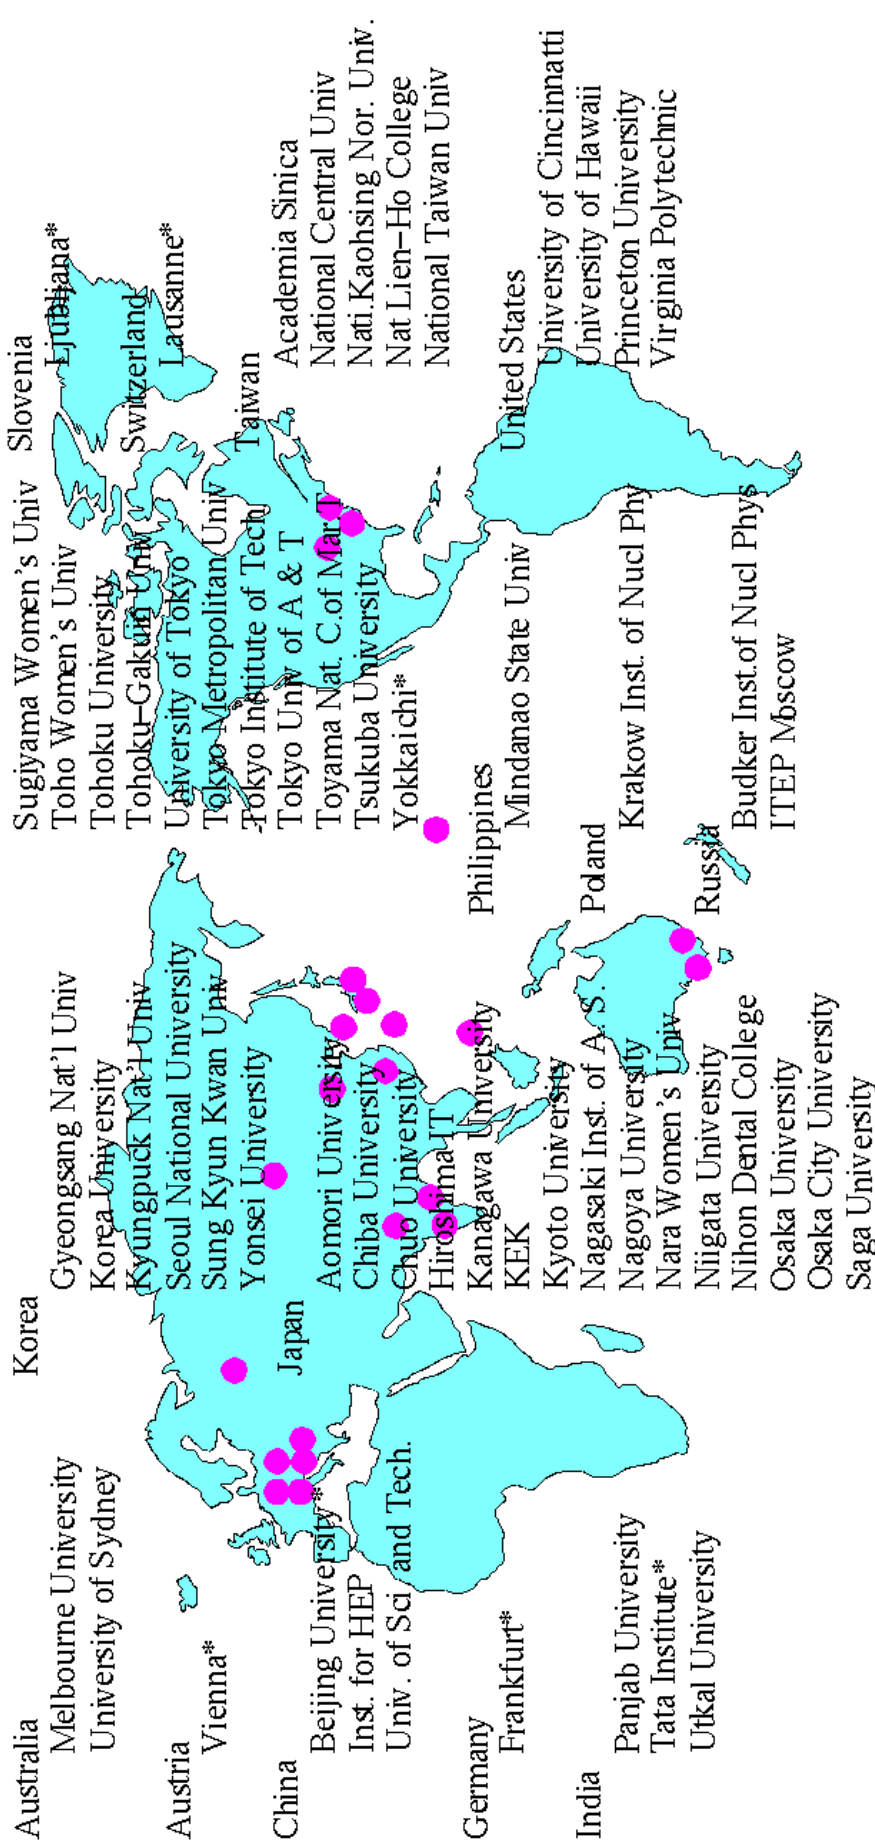 Australia
Melbourne University
University of Sydney
Austria
Vienna*
China
Beijing University*
Inst. for HEP
Univ. of Sci and Tech.
Germany
Frankfurt*
India
Panjab University
Tata Institute*
Utkal University
Korea
Gyeongsang Nat'l Univ
Korea University
Kyungpuck Nat'l Univ
Seoul National University
Sung Kyun Kwan Univ
Yonsei University
Japan
Aomori University
Chiba University
Chuo University
Hiroshima IT
Kanagawa University
KEK
Kyoto University
Nagasaki Inst. of A. S.
Nagoya University
Nara Women's Univ
Niigata University
Nihon Dental College
Osaka University
Osaka City University
Saga University
Sugiyama Women's Univ
Toho Women's Univ
Tohoku University
Tohoku-Gakuin Univ
University of Tokyo
Tokyo Metropolitan Univ
Tokyo Institute of Tech
Tokyo Univ of A & T
Toyama Nat. C.of Mar T
Tsukuba University
Yokkaichi*
Philippines
Mindanao State Univ
Poland
Krakow Inst. of Nucl Phy
Russia
Budker Inst.of Nucl Phys
ITEP Moscow
Slovenia
Ljubljana*
Switzerland
Lausanne*
Taiwan
Academia Sinica
National Central Univ
Nati.Kaohsing Nor. Univ.
Nat Lien-Ho College
National Taiwan Univ
United States
University of Cincinnatti
University of Hawaii
Princeton University
Virginia Polytechnic